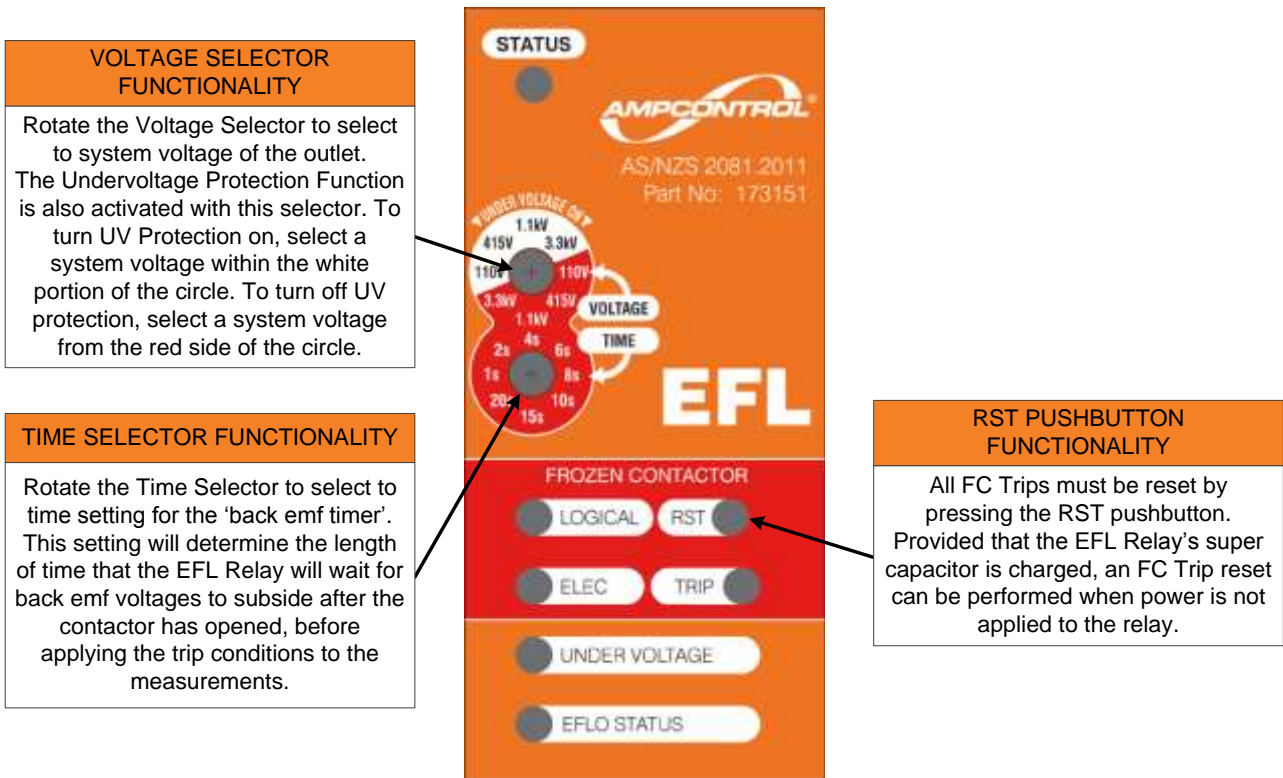 VOLTAGE SELECTOR
FUNCTIONALITY
Rotate the Voltage Selector to select
to system voltage of the outlet.
The Undervoltage Protection Function
is also activated with this selector. To
turn UV Protection on, select a
system voltage within the white
portion of the circle. To turn off UV
protection, select a system voltage
from the red side of the circle.
TIME SELECTOR FUNCTIONALITY
Rotate the Time Selector to select to
time setting for the ‘back emf timer’.
This setting will determine the length
of time that the EFL Relay will wait for
back emf voltages to subside after the
contactor has opened, before
applying the trip conditions to the
measurements.
STATUS
AMPCONTROL®
AS/NZS 2081:2011
Part No: 173151
▼UNDER VOLTAGE ON▼
1.1kV
415V 3.3kV
110V 110V
3.3kV 415V
1.1kV
VOLTAGE
TIME
4s
2s 6s
1s 8s
20s 10s
15s
EFL
FROZEN CONTACTOR
LOGICAL RST
ELEC TRIP
UNDER VOLTAGE
EFLO STATUS
RST PUSHBUTTON
FUNCTIONALITY
All FC Trips must be reset by
pressing the RST pushbutton.
Provided that the EFL Relay’s super
capacitor is charged, an FC Trip reset
can be performed when power is not
applied to the relay.